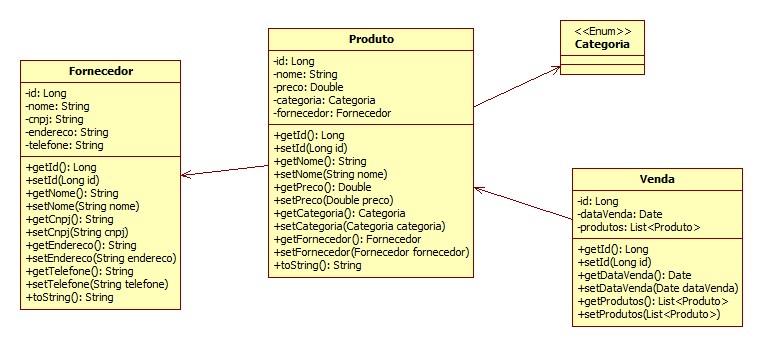 Fornecedor
-id: Long
-nome: String
-cnpj: String
-endereco: String
-telefone: String
+getId(): Long
+setId(Long id)
+getNome(): String
+setNome(String nome)
+getCnpj(): String
+setCnpj(String cnpj)
+getEndereco(): String
+setEndereco(String endereco)
+getTelefone(): String
+setTelefone(String telefone)
+toString(): String
Produto
-id: Long
-nome: String
-preco: Double
-categoria: Categoria
-fornecedor: Fornecedor
+getId(): Long
+setId(Long id)
+getNome(): String
+setNome(String nome)
+getPreco(): Double
+setPreco(Double preco)
+getCategoria(): Categoria
+setCategoria(Categoria categoria)
+getFornecedor(): Fornecedor
+setFornecedor(Fornecedor fornecedor)
+toString(): String
<<Enum>>
Categoria
Venda
-id: Long
-dataVenda: Date
-produtos: List<Produto>
+getId(): Long
+setId(Long id)
+getDataVenda(): Date
+setDataVenda(Date dataVenda)
+getProdutos(): List<Produto>
+setProdutos(List<Produto>)